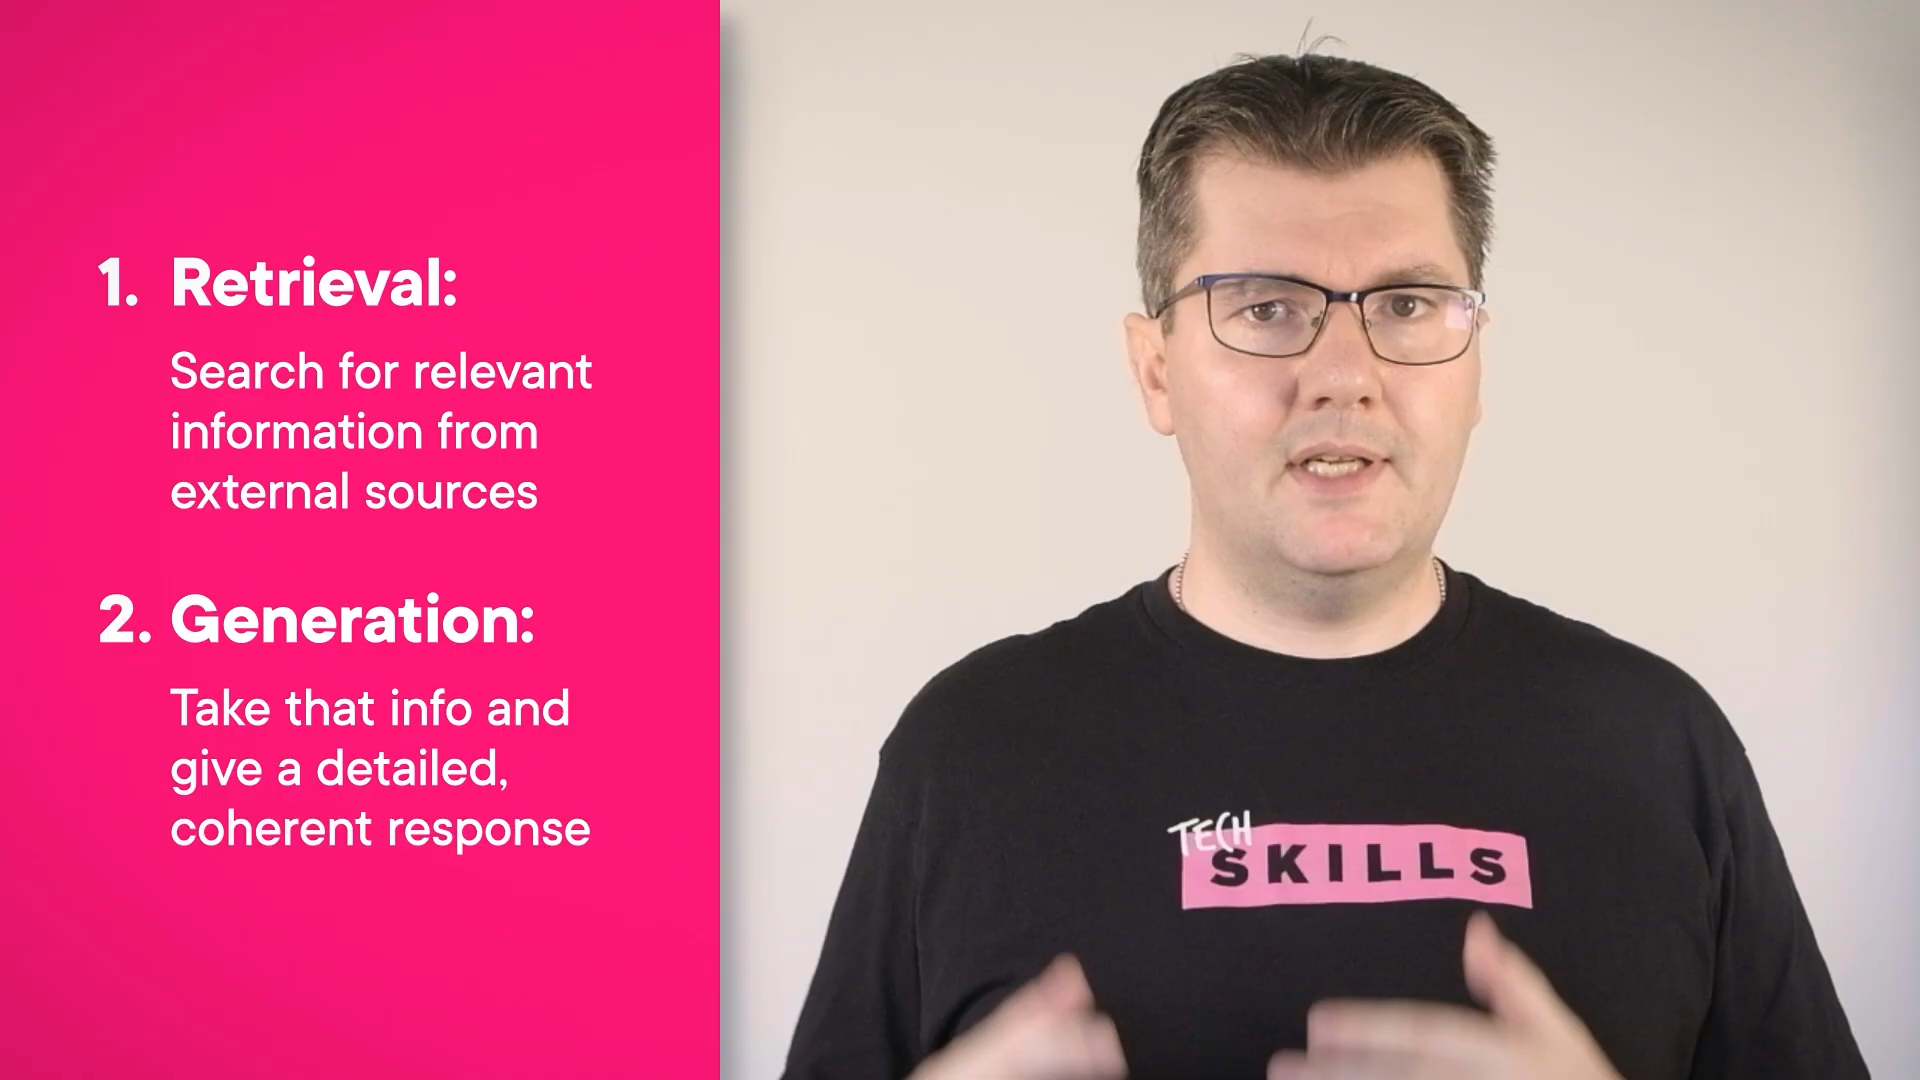 1. Retrieval:
Search for relevant
information from
external sources
2. Generation:
Take that info and
give a detailed,
coherent response
TECH
SKILLS